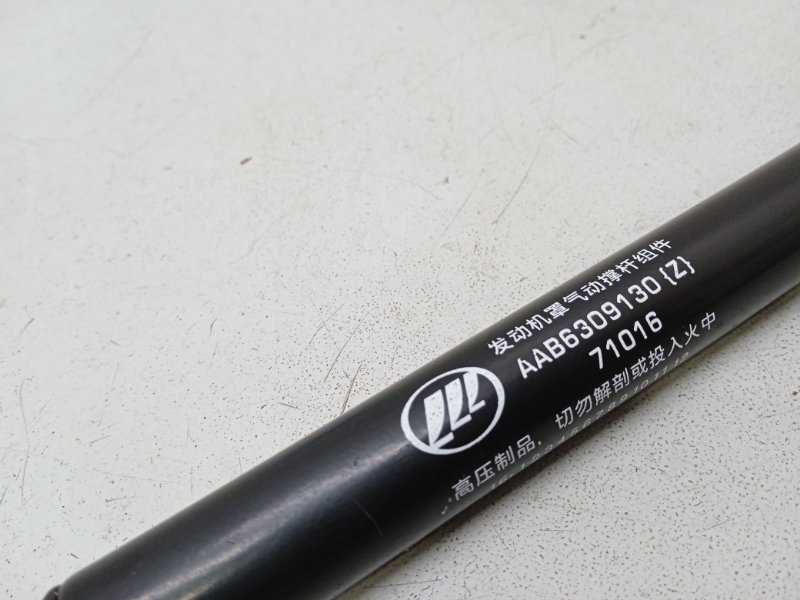 发动机罩气动撑杆组件
AAB6309130 {Z}
71016
高压制品，切勿解剖或投入火中